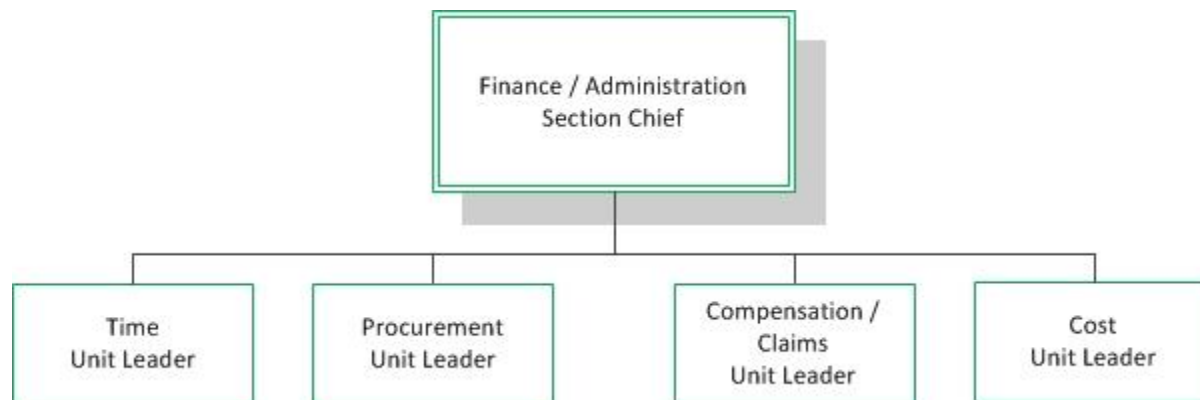 Finance / Administration
Section Chief
Time
Unit Leader
Procurement
Unit Leader
Compensation /
Claims
Unit Leader
Cost
Unit Leader